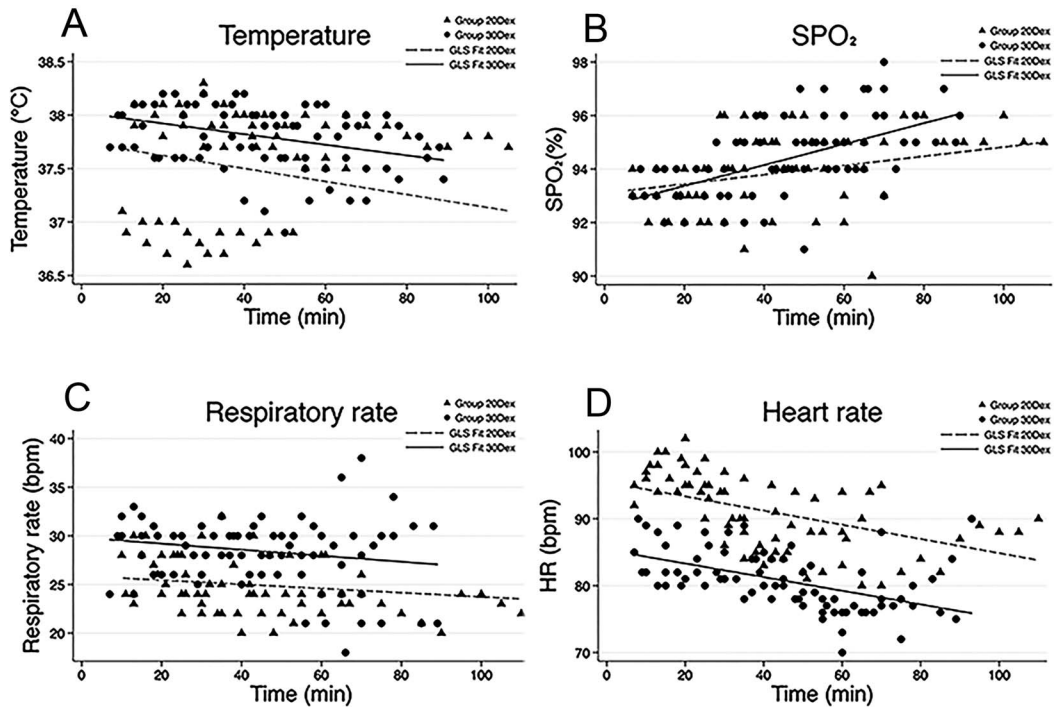 A
Temperature
Group 20Dex
Group 30Dex
GLS Fit 20Dex
GLS Fit 30Dex
Temperature (°C)
38.5
38
37.5
37
36.5
0 20 40 60 80 100
Time (min)
B
SPO₂
Group 20Dex
Group 30Dex
GLS Fit 20Dex
GLS Fit 30Dex
SPO₂(%)
98
96
94
92
90
0 20 40 60 80 100
Time (min)
C
Respiratory rate
Group 20Dex
Group 30Dex
GLS Fit 20Dex
GLS Fit 30Dex
Respiratory rate (bpm)
40
35
30
25
20
0 20 40 60 80 100
Time (min)
D
Heart rate
Group 20Dex
Group 30Dex
GLS Fit 20Dex
GLS Fit 30Dex
HR (bpm)
100
90
80
70
0 20 40 60 80 100
Time (min)